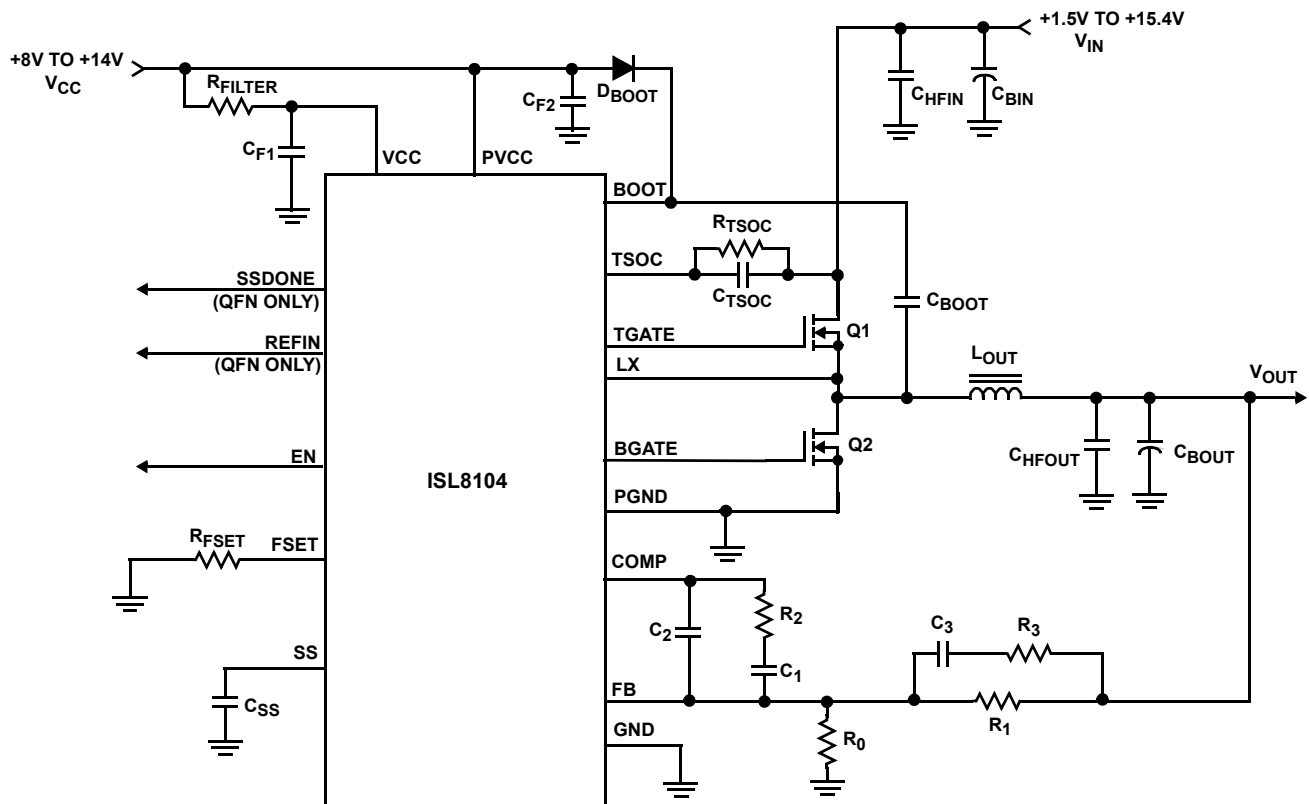 +1.5V TO +15.4V
VIN
+8V TO +14V
VCC
RFILTER
CF1
CF2
DBOOT
CHFIN
CBIN
VCC
PVCC
BOOT
RTSOC
TSOC
CTSOC
CBOOT
SSDONE
(QFN ONLY)
REFIN
(QFN ONLY)
TGATE
Q1
LX
LOUT
VOUT
EN
ISL8104
BGATE
Q2
CHFOUT
CBOUT
PGND
RFSET
FSET
COMP
C2
R2
C1
C3
R3
SS
CSS
FB
R1
GND
R0